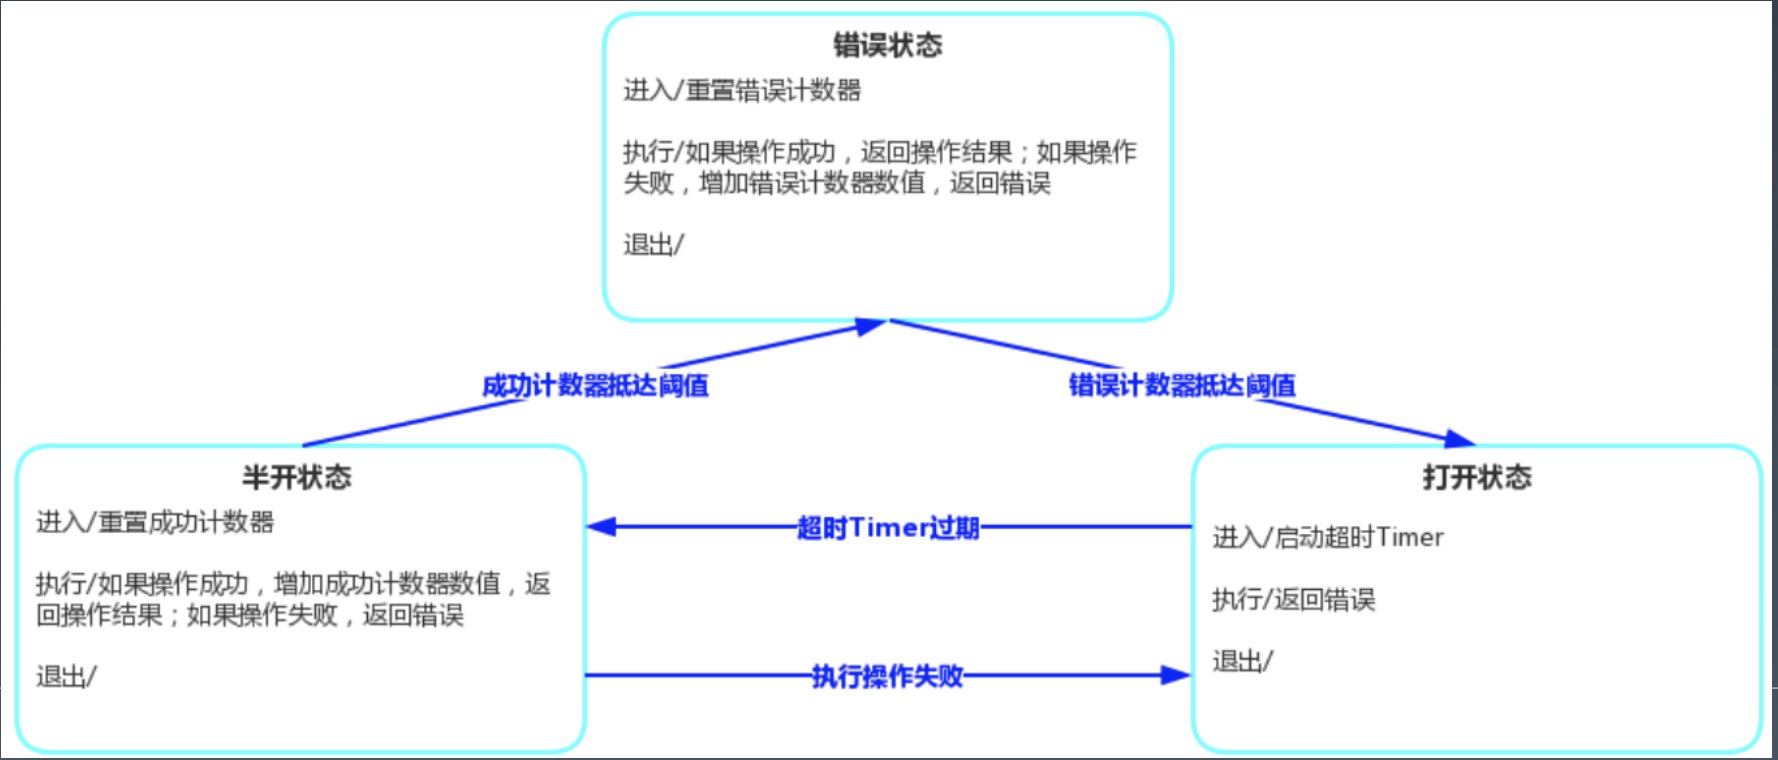 错误状态
进入/重置错误计数器
执行/如果操作成功，返回操作结果；如果操作
失败，增加错误计数器数值，返回错误
退出/
成功计数器抵达阈值
错误计数器抵达阈值
半开状态
进入/重置成功计数器
执行/如果操作成功，增加成功计数器数值，返
回操作结果；如果操作失败，返回错误
退出/
超时Timer过期
执行操作失败
打开状态
进入/启动超时Timer
执行/返回错误
退出/